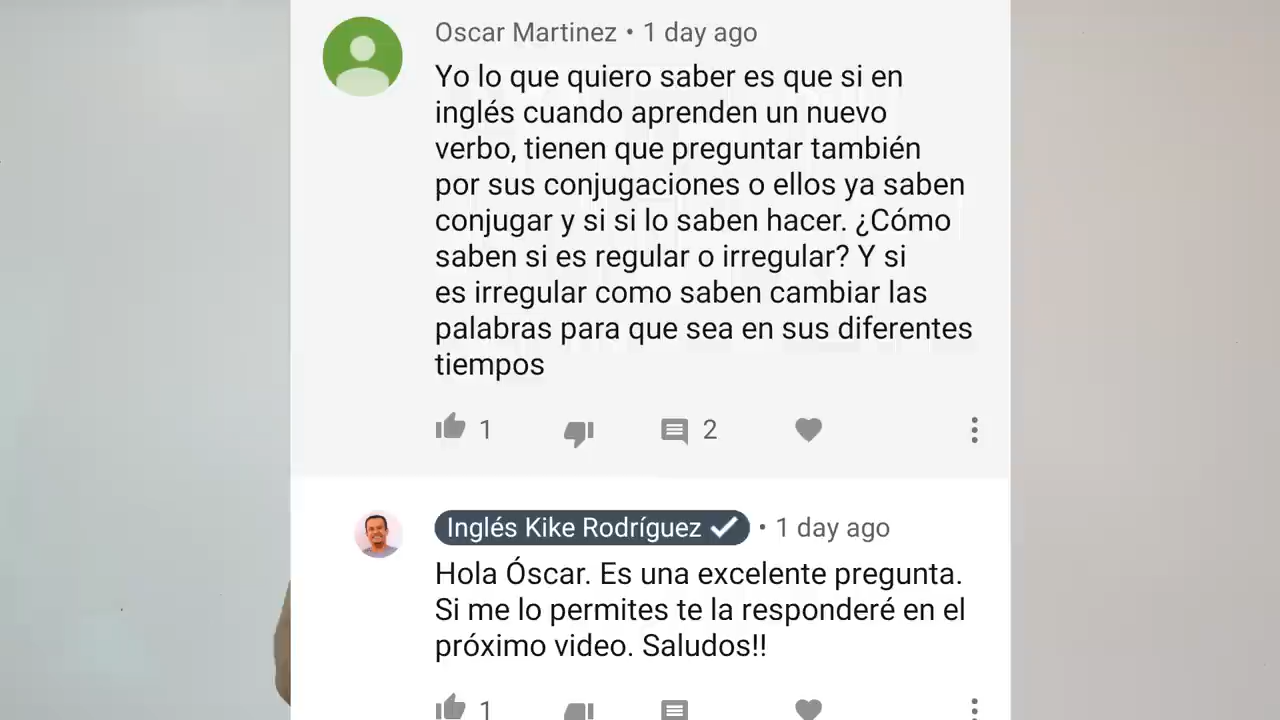 Oscar Martinez • 1 day ago
Yo lo que quiero saber es que si en
inglés cuando aprenden un nuevo
verbo, tienen que preguntar también
por sus conjugaciones o ellos ya saben
conjugar y si si lo saben hacer. ¿Cómo
saben si es regular o irregular? Y si
es irregular como saben cambiar las
palabras para que sea en sus diferentes
tiempos
1 2
Inglés Kike Rodríguez • 1 day ago
Hola Óscar. Es una excelente pregunta.
Si me lo permites te la responderé en el
próximo video. Saludos!!
1